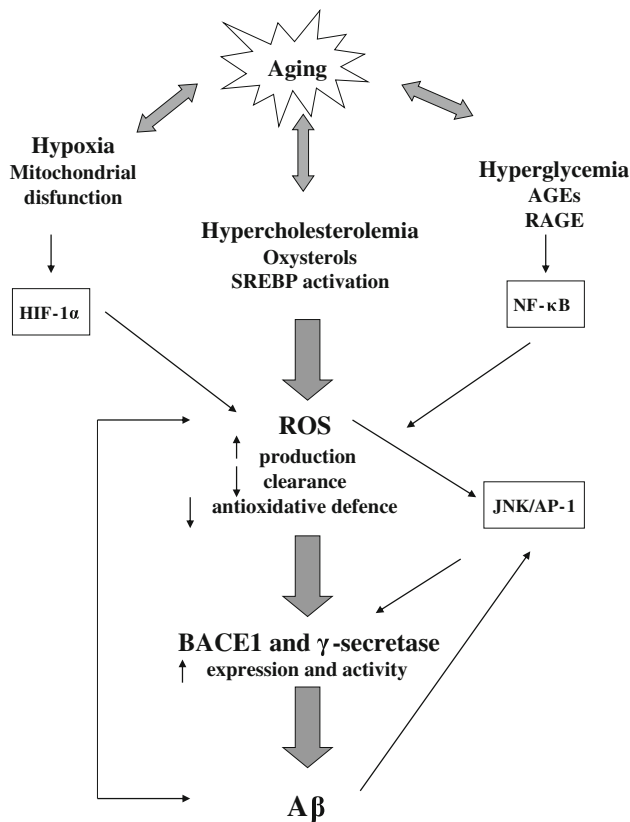 Aging
Hypoxia
Mitochondrial
disfunction
Hyperglycemia
AGEs
RAGE
Hypercholesterolemia
Oxysterols
SREBP activation
HIF-1α
NF-κB
ROS
↑ production
↓ clearance
↓ antioxidative defence
JNK/AP-1
BACE1 and γ-secretase
↑ expression and activity
Aβ